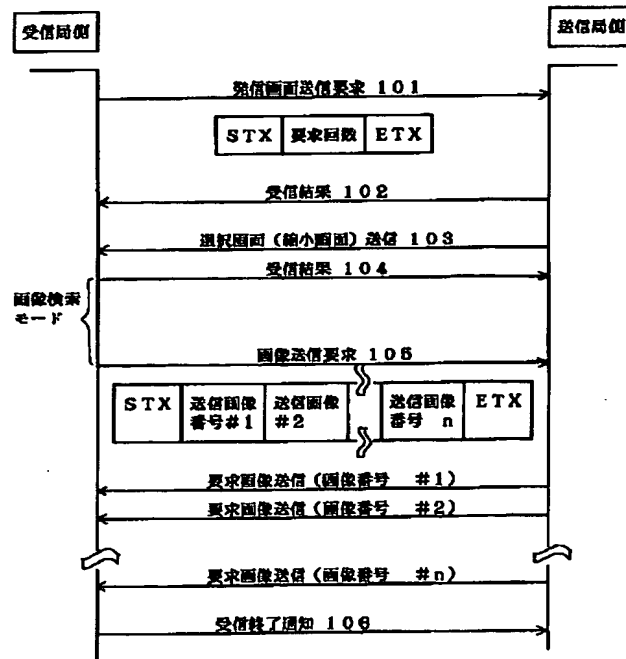 受信局側
送信局側
発信画面送信要求 101
STX 要求回数 ETX
受信結果 102
選択画面(縮小画面)送信 103
受信結果 104
画像検索
モード
画像送信要求 105
STX 送信画像 送信画像 送信画像 ETX
番号#1 #2 番号 n
要求画像送信(画像番号 #1)
要求画像送信(画像番号 #2)
要求画像送信(画像番号 #n)
受信終了通知 106